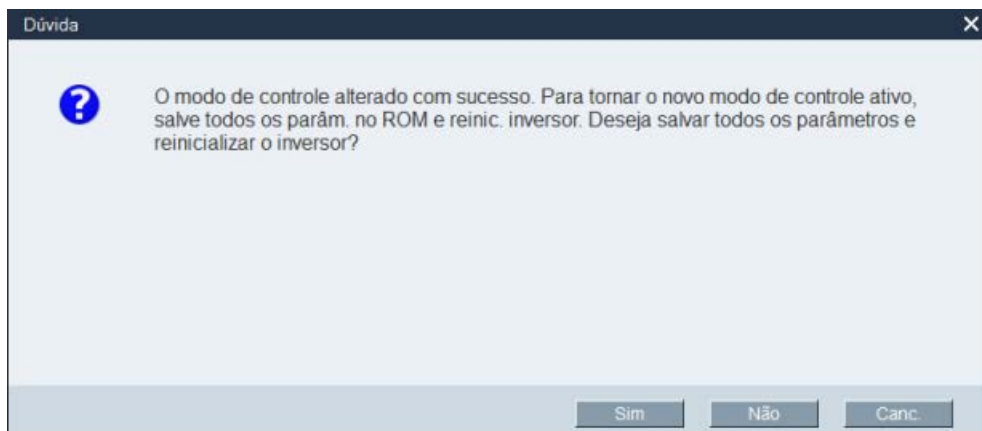 Dúvida
O modo de controle alterado com sucesso. Para tornar o novo modo de controle ativo,
salve todos os parâm. no ROM e reinic. inversor. Deseja salvar todos os parâmetros e
reinicializar o inversor?
Sim Não Canc.